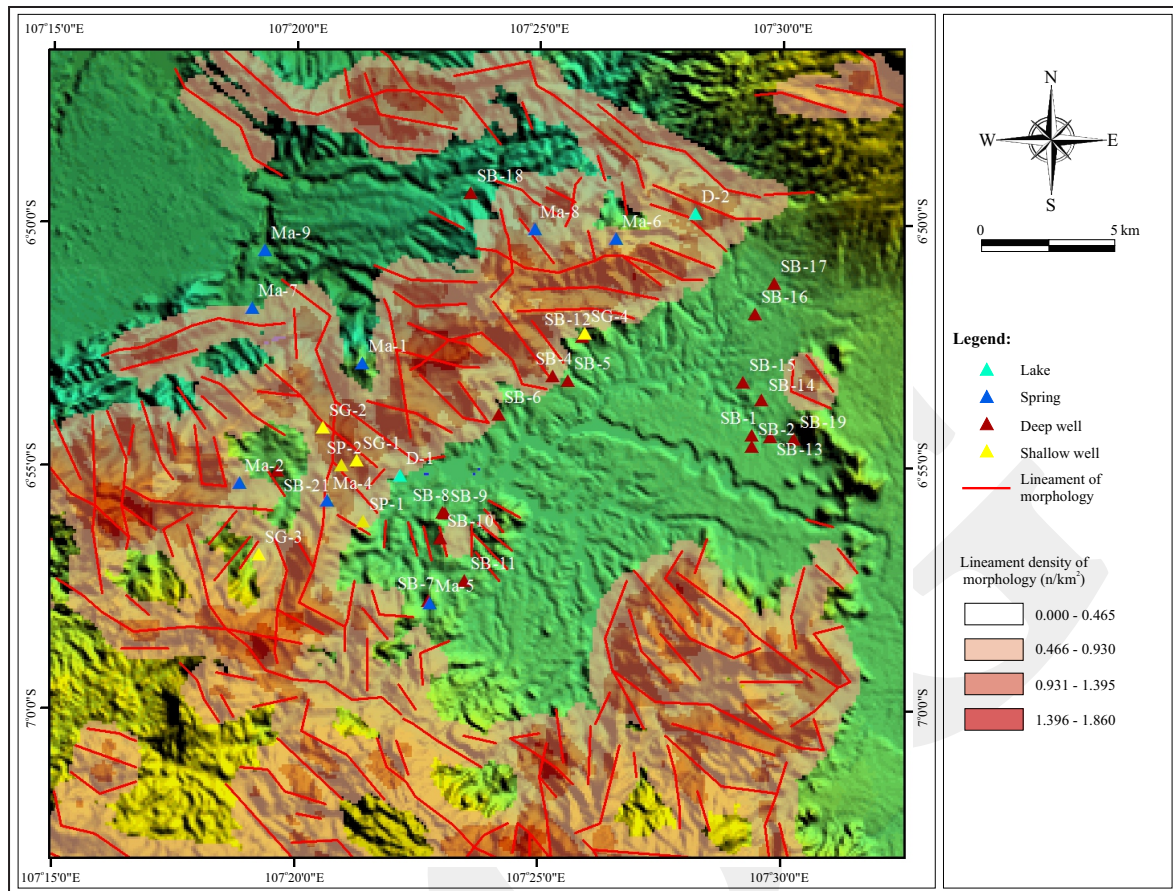 107°15'0"E
107°20'0"E
107°25'0"E
107°30'0"E
6°50'0"S
6°55'0"S
7°0'0"S
6°50'0"S
6°55'0"S
7°0'0"S
107°15'0"E
107°20'0"E
107°25'0"E
107°30'0"E
SB-18
D-2
Ma-8
Ma-6
Ma-9
SB-17
Ma-7
SB-16
SB-12
SG-4
Ma-1
SB-4
SB-5
SB-15
SB-14
SB-6
SG-2
SB-1
SB-2
SB-19
SP-2
SG-1
SB-13
Ma-2
D-1
SB-21
Ma-4
SP-1
SB-8
SB-9
SB-10
SG-3
SB-11
SB-7
Ma-5
N
W
E
S
0
5 km
Legend:
Lake
Spring
Deep well
Shallow well
Lineament of
morphology
Lineament density of
morphology (n/km²)
0.000 - 0.465
0.466 - 0.930
0.931 - 1.395
1.396 - 1.860